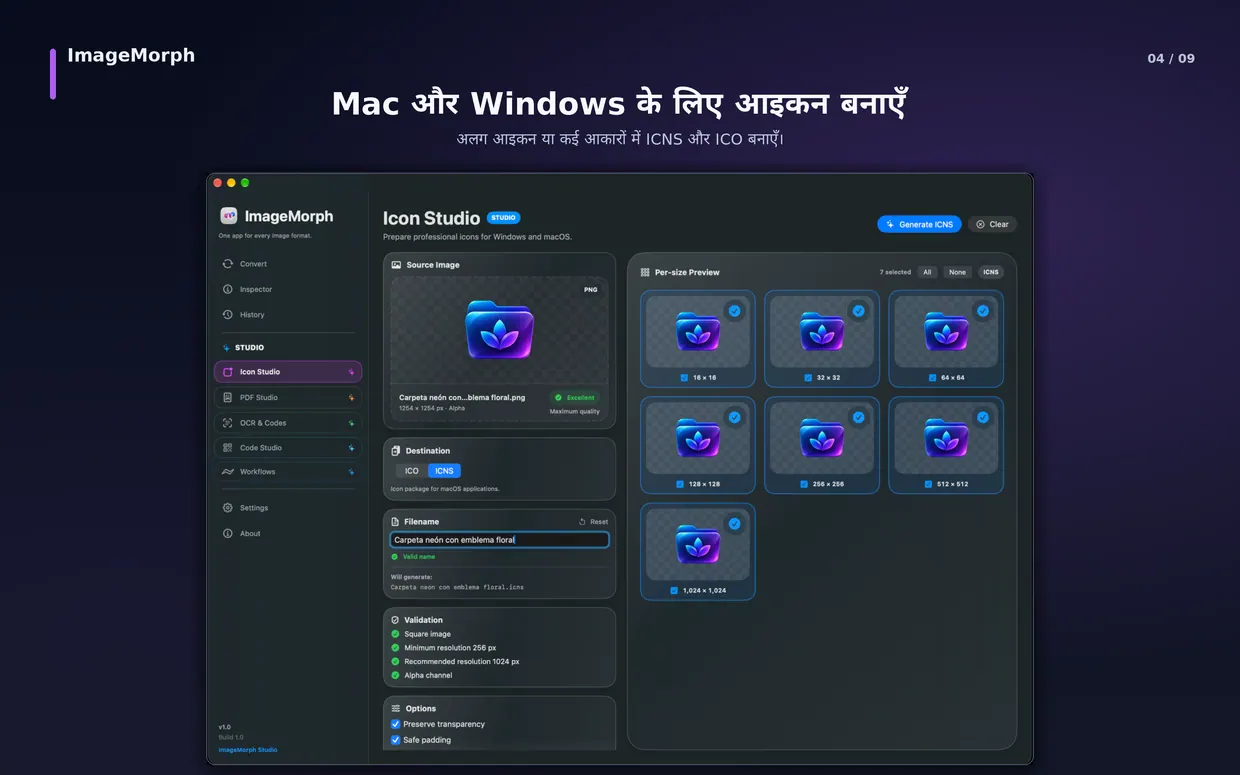 ImageMorph
04 / 09
Mac और Windows के लिए आइकन बनाएँ
अलग आइकन या कई आकारों में ICNS और ICO बनाएँ।
ImageMorph
One app for every image format.
Convert
Inspector
History
STUDIO
Icon Studio
PDF Studio
OCR & Codes
Code Studio
Workflows
Settings
About
v1.0
Build 1.0
ImageMorph Studio
Icon Studio STUDIO
Prepare professional icons for Windows and macOS.
Generate ICNS
Clear
Source Image
PNG
Carpeta neón con...blema floral.png
Excellent
1254 × 1254 px · Alpha
Maximum quality
Destination
ICO ICNS
Icon package for macOS applications.
Filename
Reset
Carpeta neón con emblema floral
Valid name
Will generate:
Carpeta neón con emblema floral.icns
Validation
Square image
Minimum resolution 256 px
Recommended resolution 1024 px
Alpha channel
Options
Preserve transparency
Safe padding
Per-size Preview
7 selected All None ICNS
16 × 16
32 × 32
64 × 64
128 × 128
256 × 256
512 × 512
1,024 × 1,024